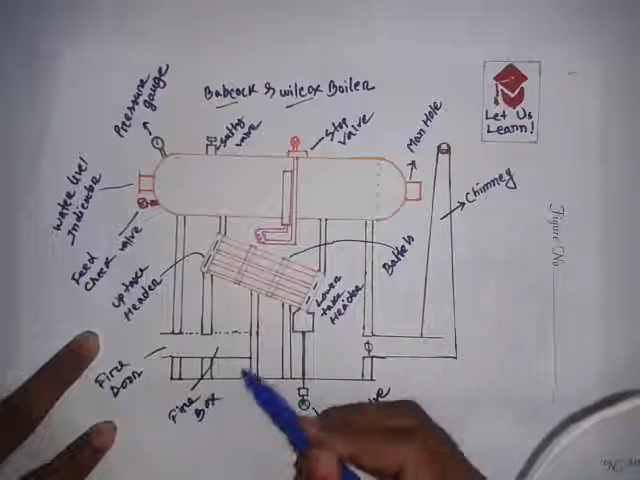 Babcock & wilcox Boiler
Pressure
gauge
safty
valve
Stop
valve
Man Hole
Let Us
Learn!
Water level
Indicator
Feed
Check valve
Chimney
Uptake
Header
Baffels
Lower
take
Header
Fire
Door
Fire
Box
Figure No.